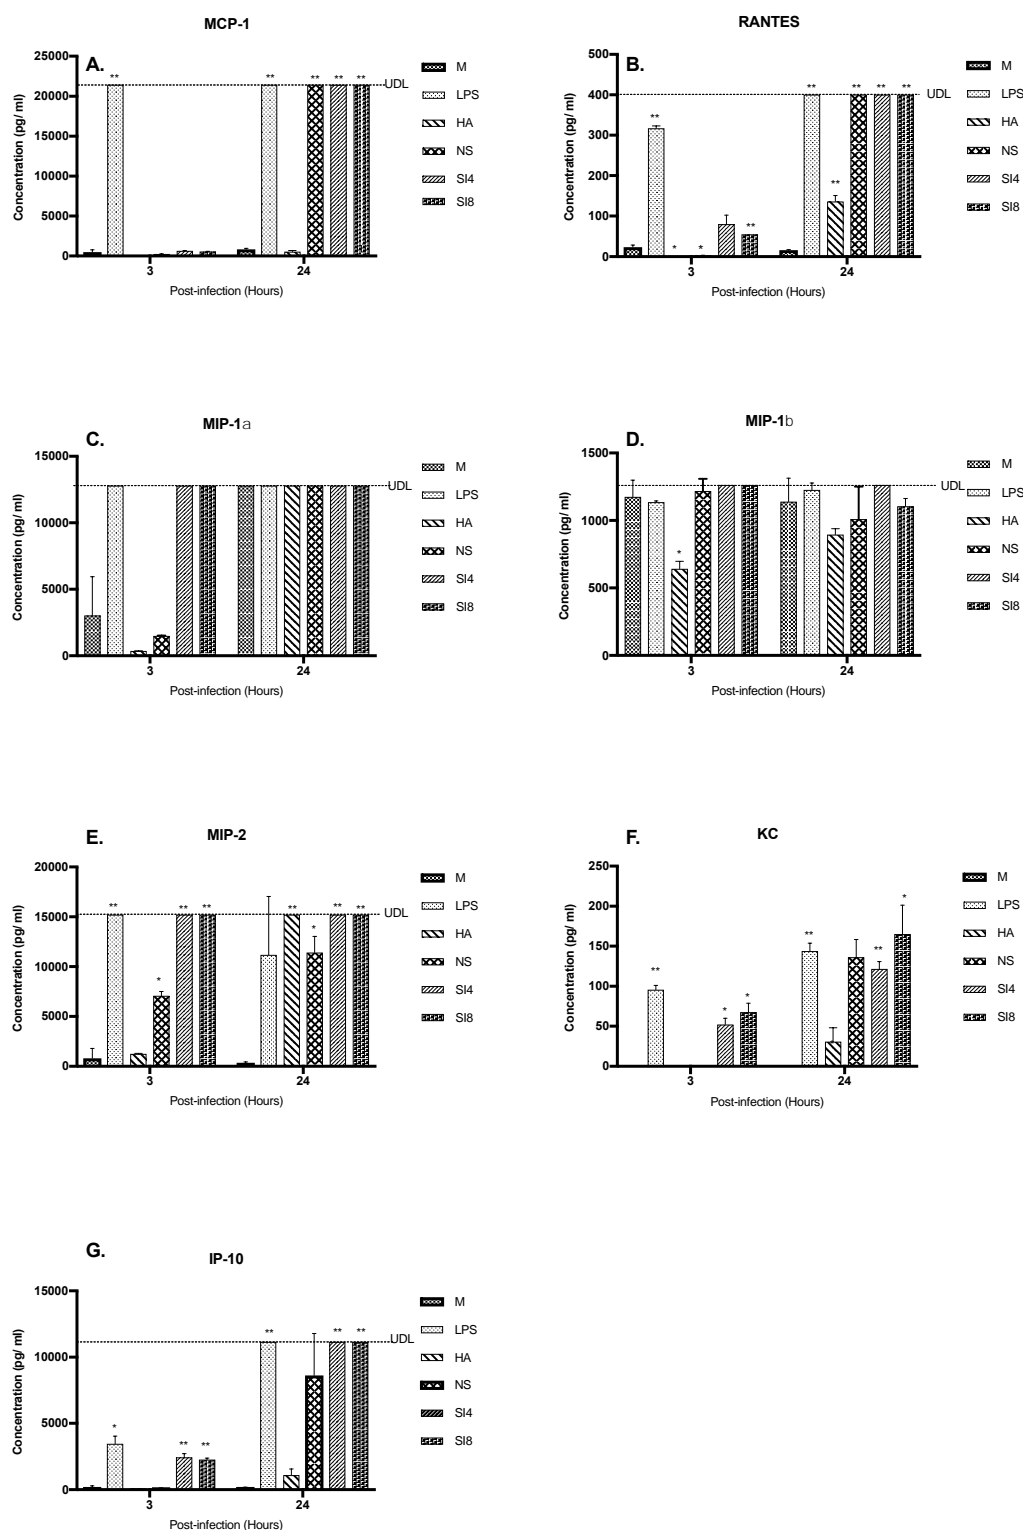 MCP-1
A.
25000
20000
15000
10000
5000
0
Concentration (pg/ ml)
** ** ** ** **
UDL
3 24
Post-infection (Hours)
M
LPS
HA
NS
SI4
SI8
RANTES
B.
500
400
300
200
100
0
Concentration (pg/ ml)
** * * ** ** ** ** ** **
UDL
3 24
Post-infection (Hours)
M
LPS
HA
NS
SI4
SI8
MIP-1a
C.
15000
10000
5000
0
Concentration (pg/ ml)
UDL
3 24
Post-infection (Hours)
M
LPS
HA
NS
SI4
SI8
MIP-1b
D.
1500
1000
500
0
Concentration (pg/ ml)
*
UDL
3 24
Post-infection (Hours)
M
LPS
HA
NS
SI4
SI8
MIP-2
E.
20000
15000
10000
5000
0
Concentration (pg/ ml)
** * ** ** ** * ** **
UDL
3 24
Post-infection (Hours)
M
LPS
HA
NS
SI4
SI8
KC
F.
250
200
150
100
50
0
Concentration (pg/ ml)
** * * ** ** *
3 24
Post-infection (Hours)
M
LPS
HA
NS
SI4
SI8
IP-10
G.
15000
10000
5000
0
Concentration (pg/ ml)
* ** ** ** ** **
UDL
3 24
Post-infection (Hours)
M
LPS
HA
NS
SI4
SI8